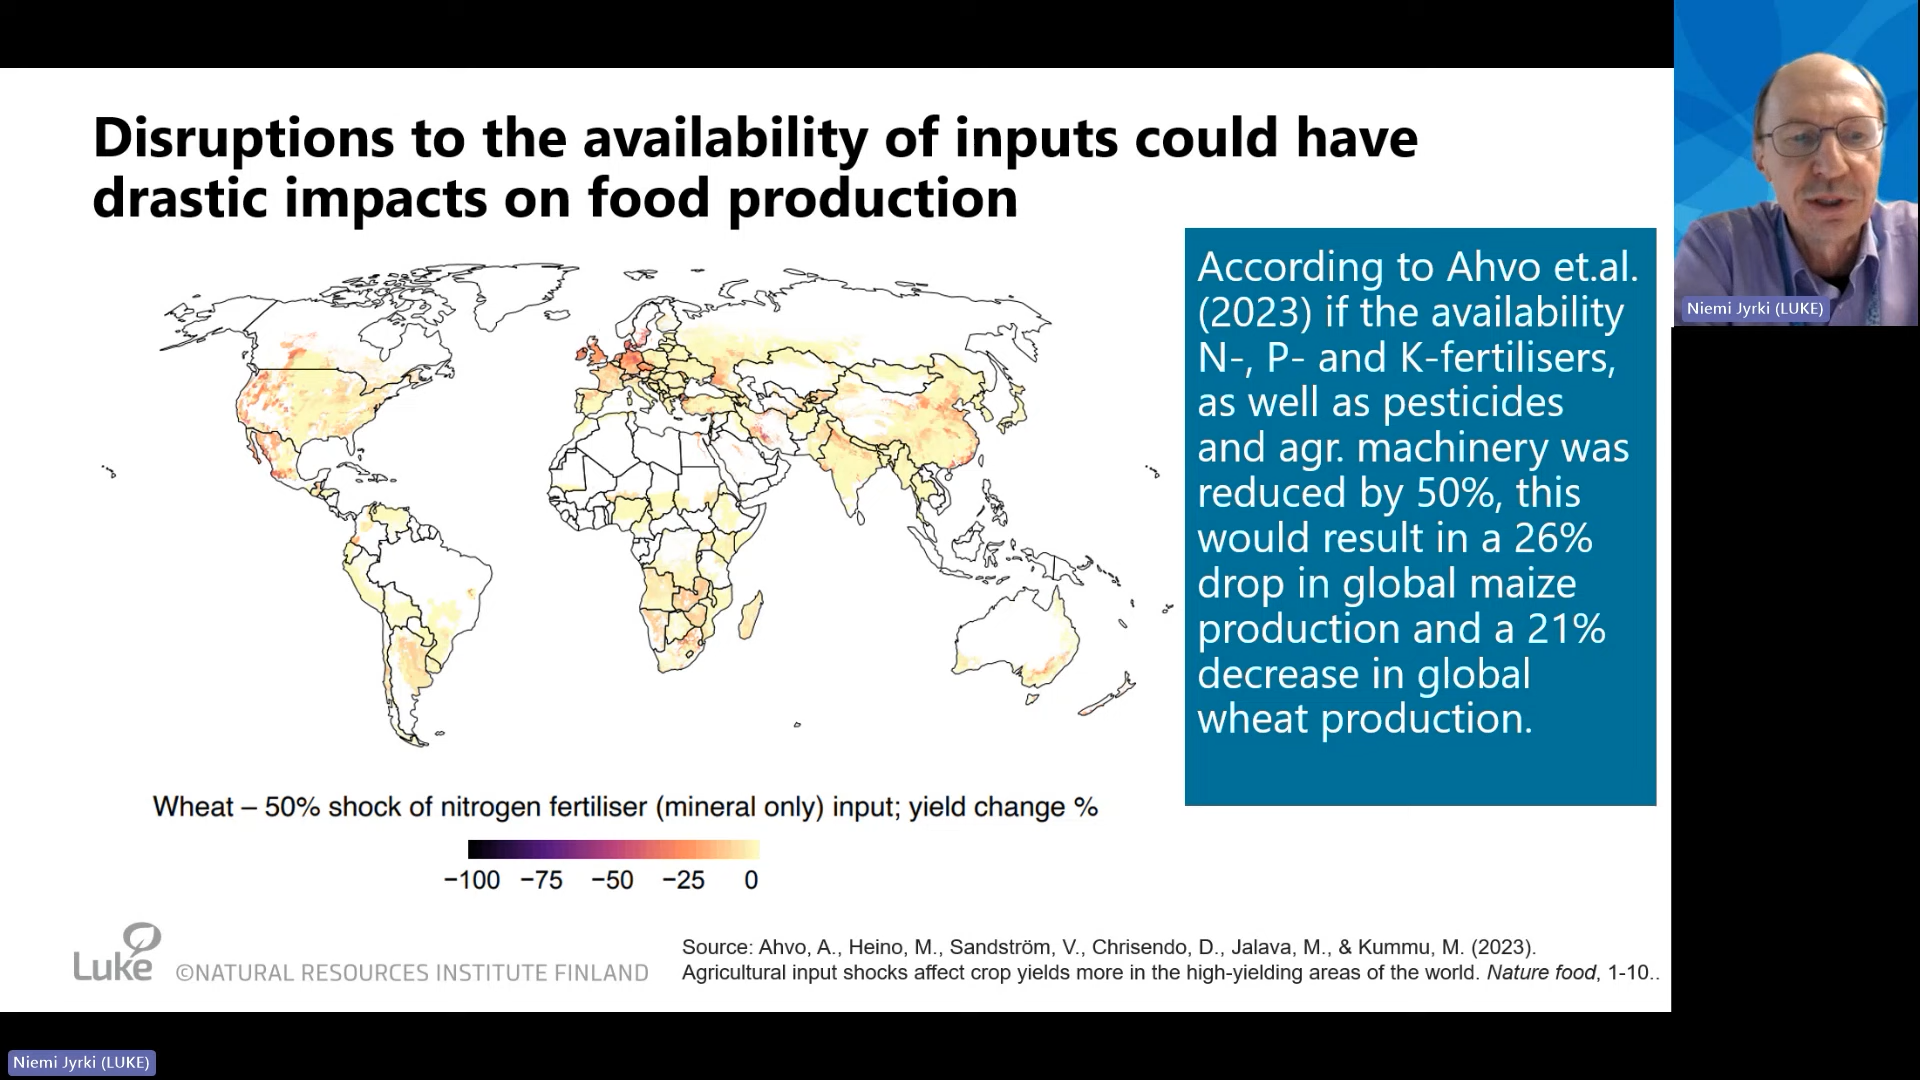 Disruptions to the availability of inputs could have
drastic impacts on food production
According to Ahvo et.al.
(2023) if the availability
N-, P- and K-fertilisers,
as well as pesticides
and agr. machinery was
reduced by 50%, this
would result in a 26%
drop in global maize
production and a 21%
decrease in global
wheat production.
Wheat – 50% shock of nitrogen fertiliser (mineral only) input; yield change %
−100 −75 −50 −25 0
Luke ©NATURAL RESOURCES INSTITUTE FINLAND
Source: Ahvo, A., Heino, M., Sandström, V., Chrisendo, D., Jalava, M., & Kummu, M. (2023).
Agricultural input shocks affect crop yields more in the high-yielding areas of the world. Nature food, 1-10..
Niemi Jyrki (LUKE)
Niemi Jyrki (LUKE)